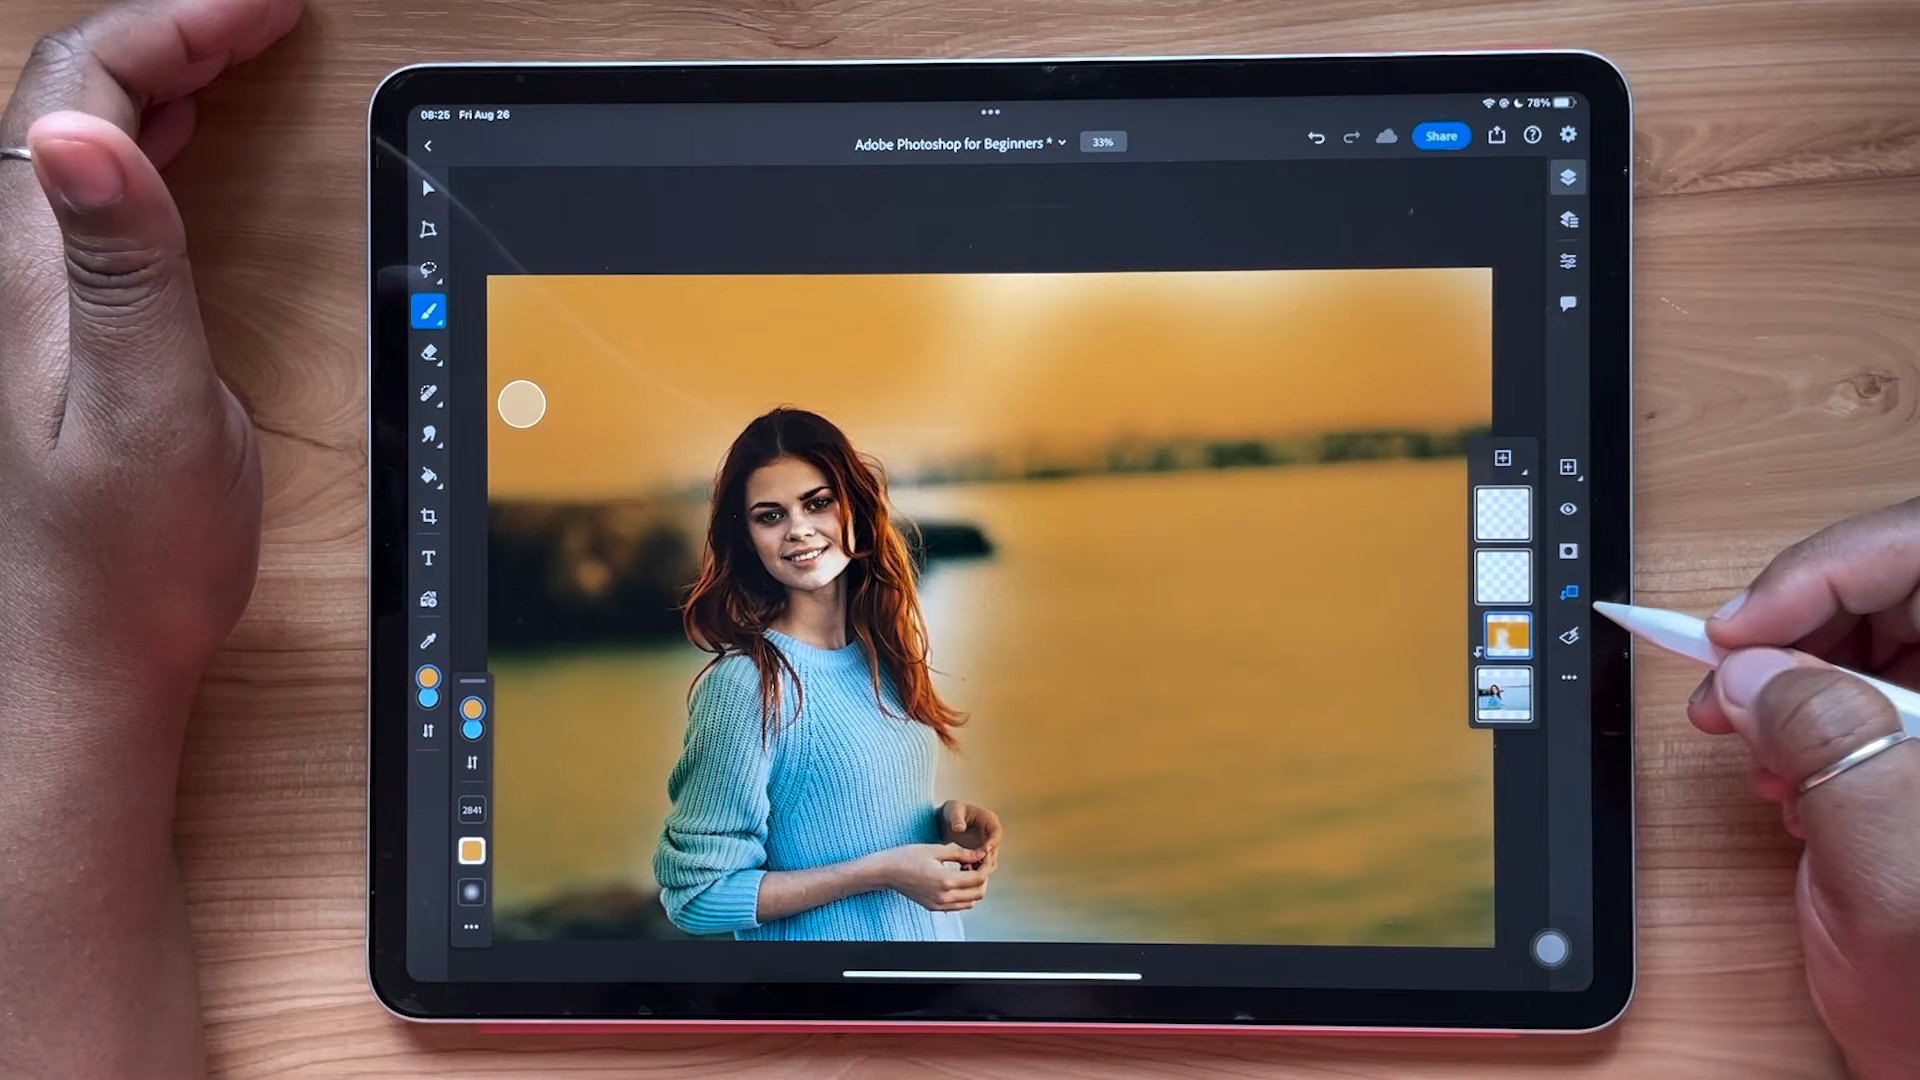 08:25 Fri Aug 26
78%
Adobe Photoshop for Beginners *
33%
Share
T
2841